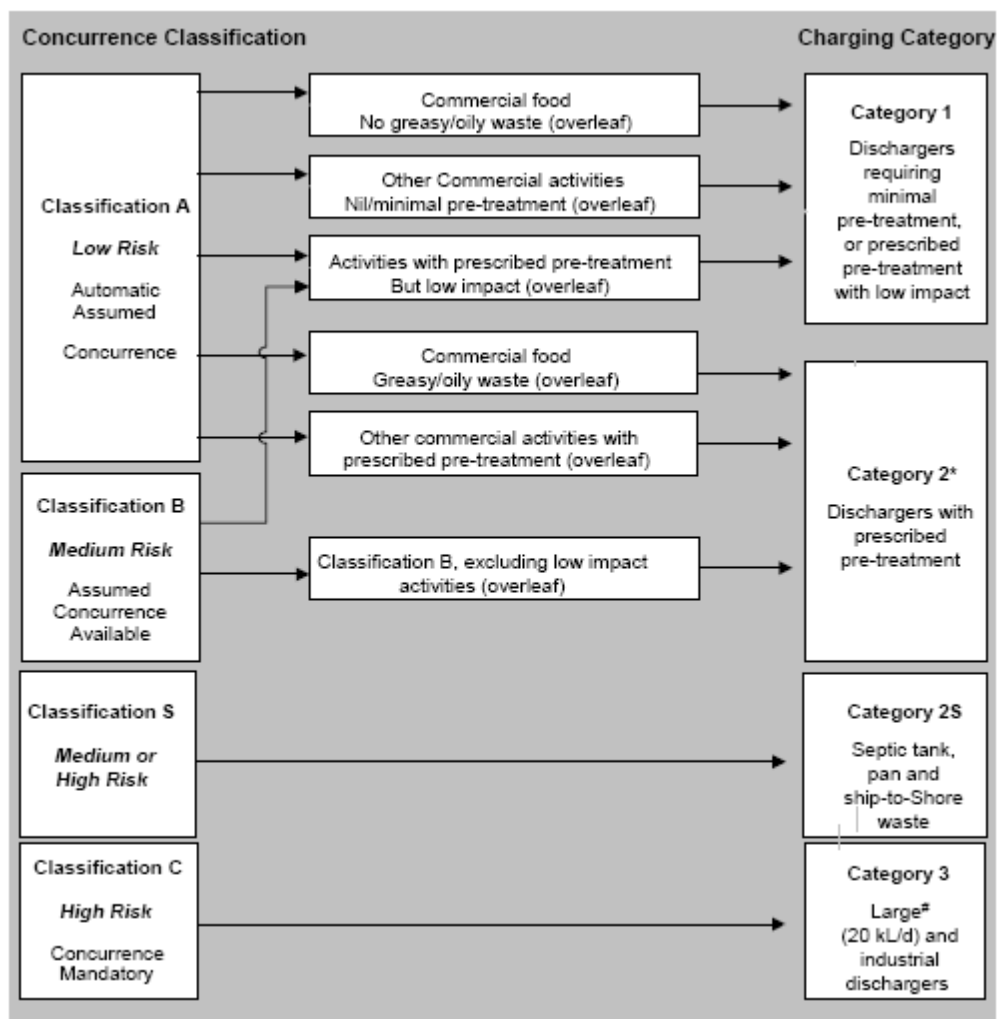 Concurrence Classification
Charging Category
Classification A
Low Risk
Automatic
Assumed
Concurrence
Commercial food
No greasy/oily waste (overleaf)
Other Commercial activities
Nil/minimal pre-treatment (overleaf)
Activities with prescribed pre-treatment
But low impact (overleaf)
Commercial food
Greasy/oily waste (overleaf)
Other commercial activities with
prescribed pre-treatment (overleaf)
Category 1
Dischargers
requiring
minimal
pre-treatment,
or prescribed
pre-treatment
with low impact
Classification B
Medium Risk
Assumed
Concurrence
Available
Classification B, excluding low impact
activities (overleaf)
Category 2*
Dischargers with
prescribed
pre-treatment
Classification S
Medium or
High Risk
Category 2S
Septic tank,
pan and
ship-to-Shore
waste
Classification C
High Risk
Concurrence
Mandatory
Category 3
Large#
(20 kL/d) and
industrial
dischargers